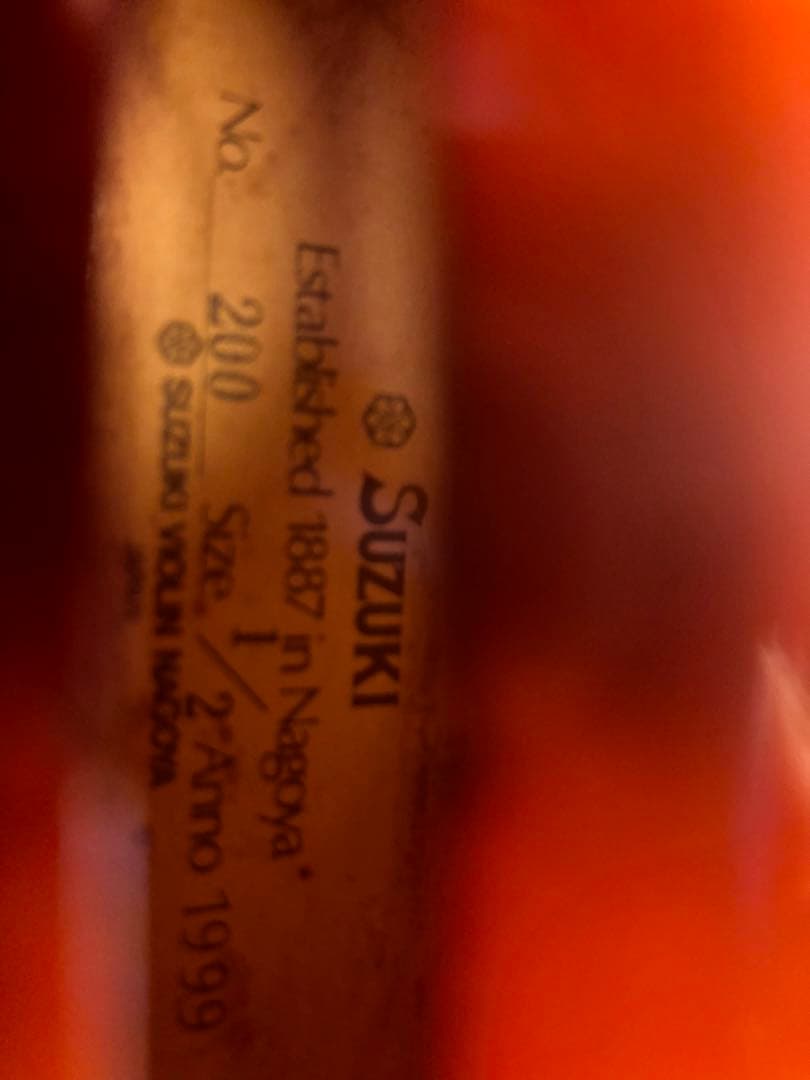 SUZUKI
Established 1887 in Nagoya
No. 200 Size 1/2 Anno 1999
SUZUKI VIOLIN NAGOYA